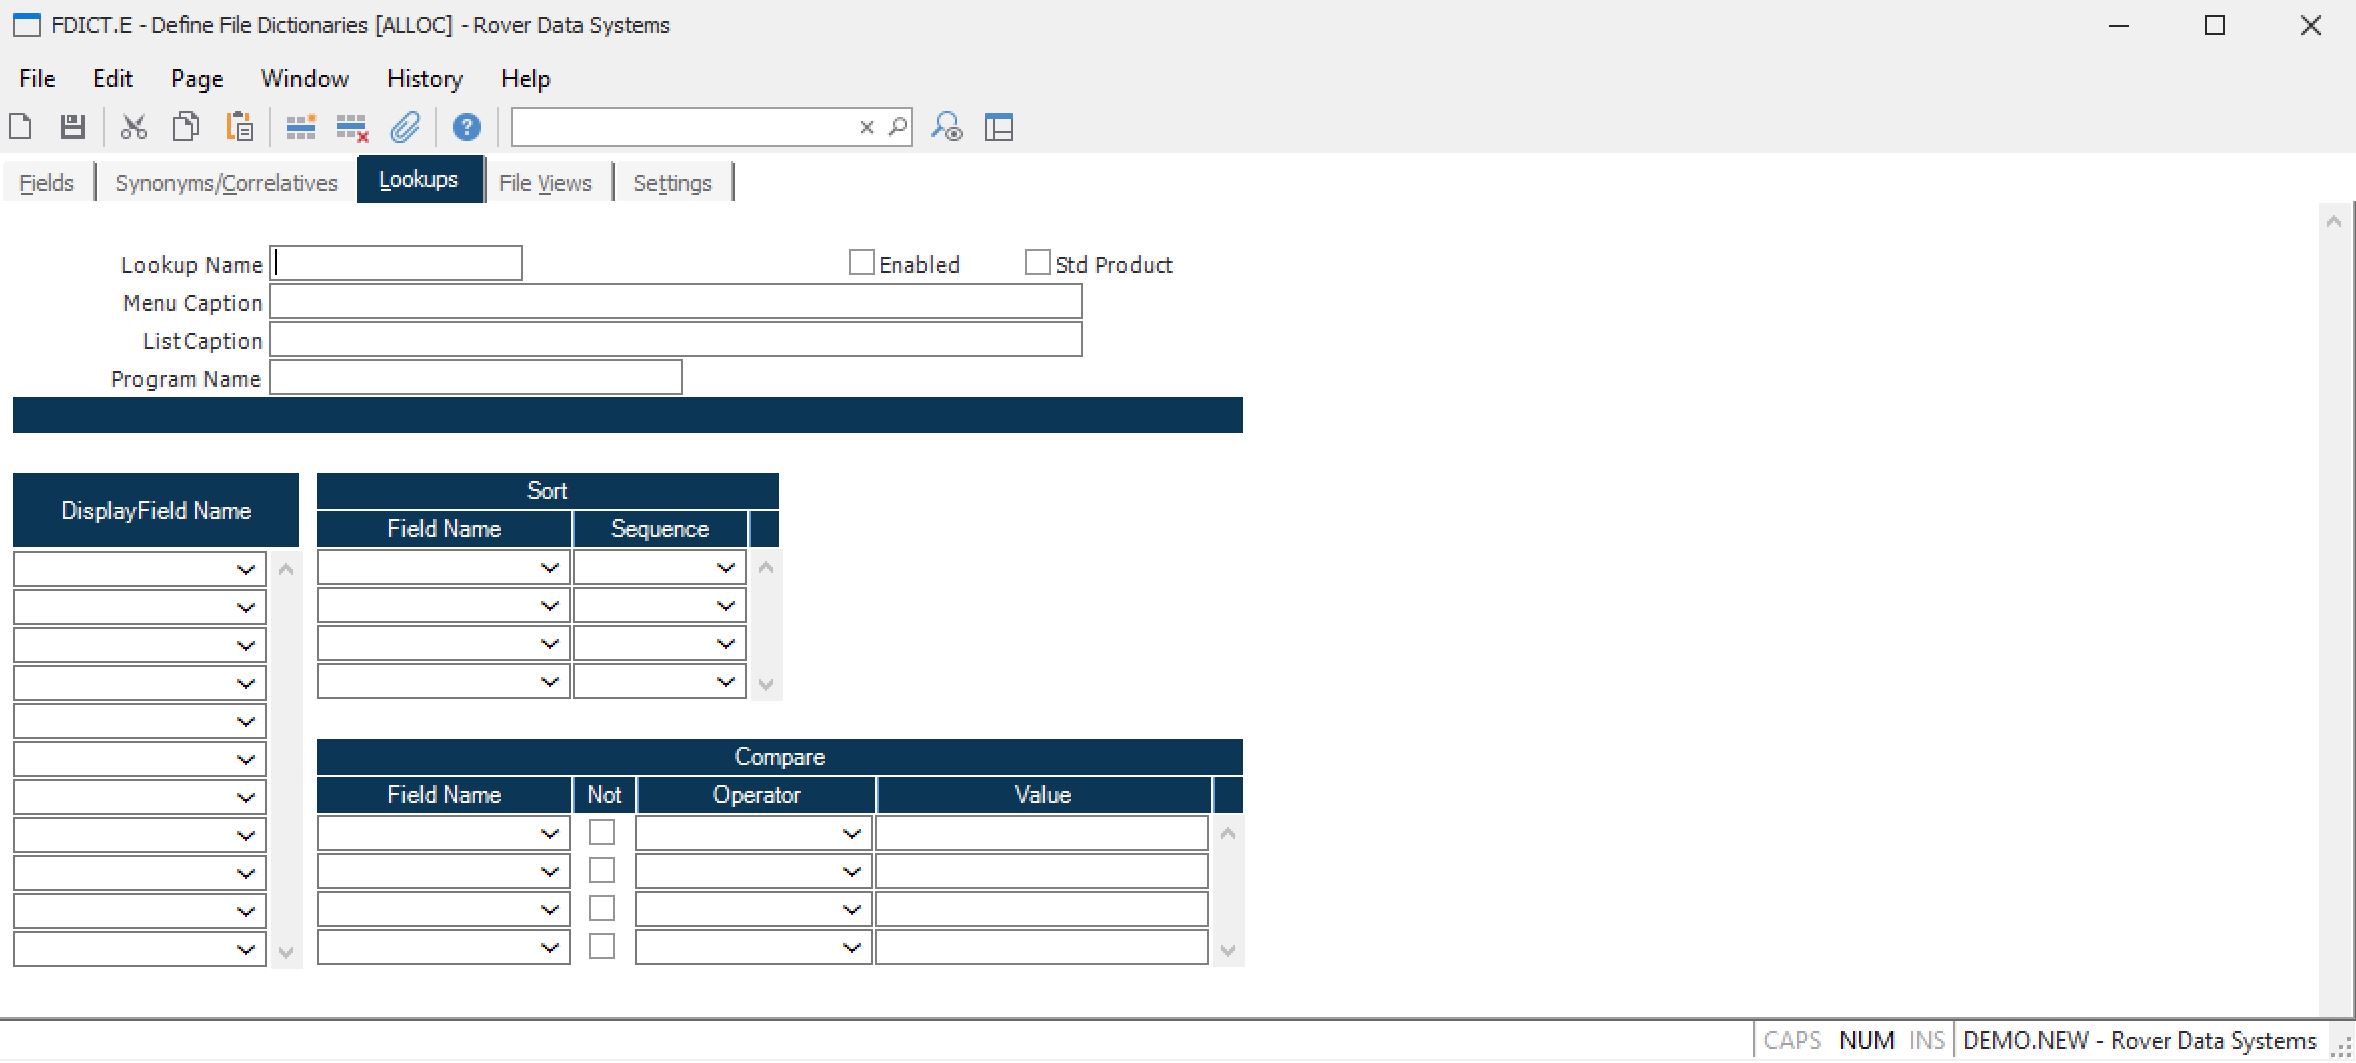 FDICT.E - Define File Dictionaries [ALLOC] - Rover Data Systems
File Edit Page Window History Help
Fields Synonyms/Correlatives Lookups File Views Settings
Lookup Name Enabled Std Product
Menu Caption
List Caption
Program Name
DisplayField Name
Sort
Field Name Sequence
Compare
Field Name Not Operator Value
CAPS NUM INS DEMO.NEW - Rover Data Systems